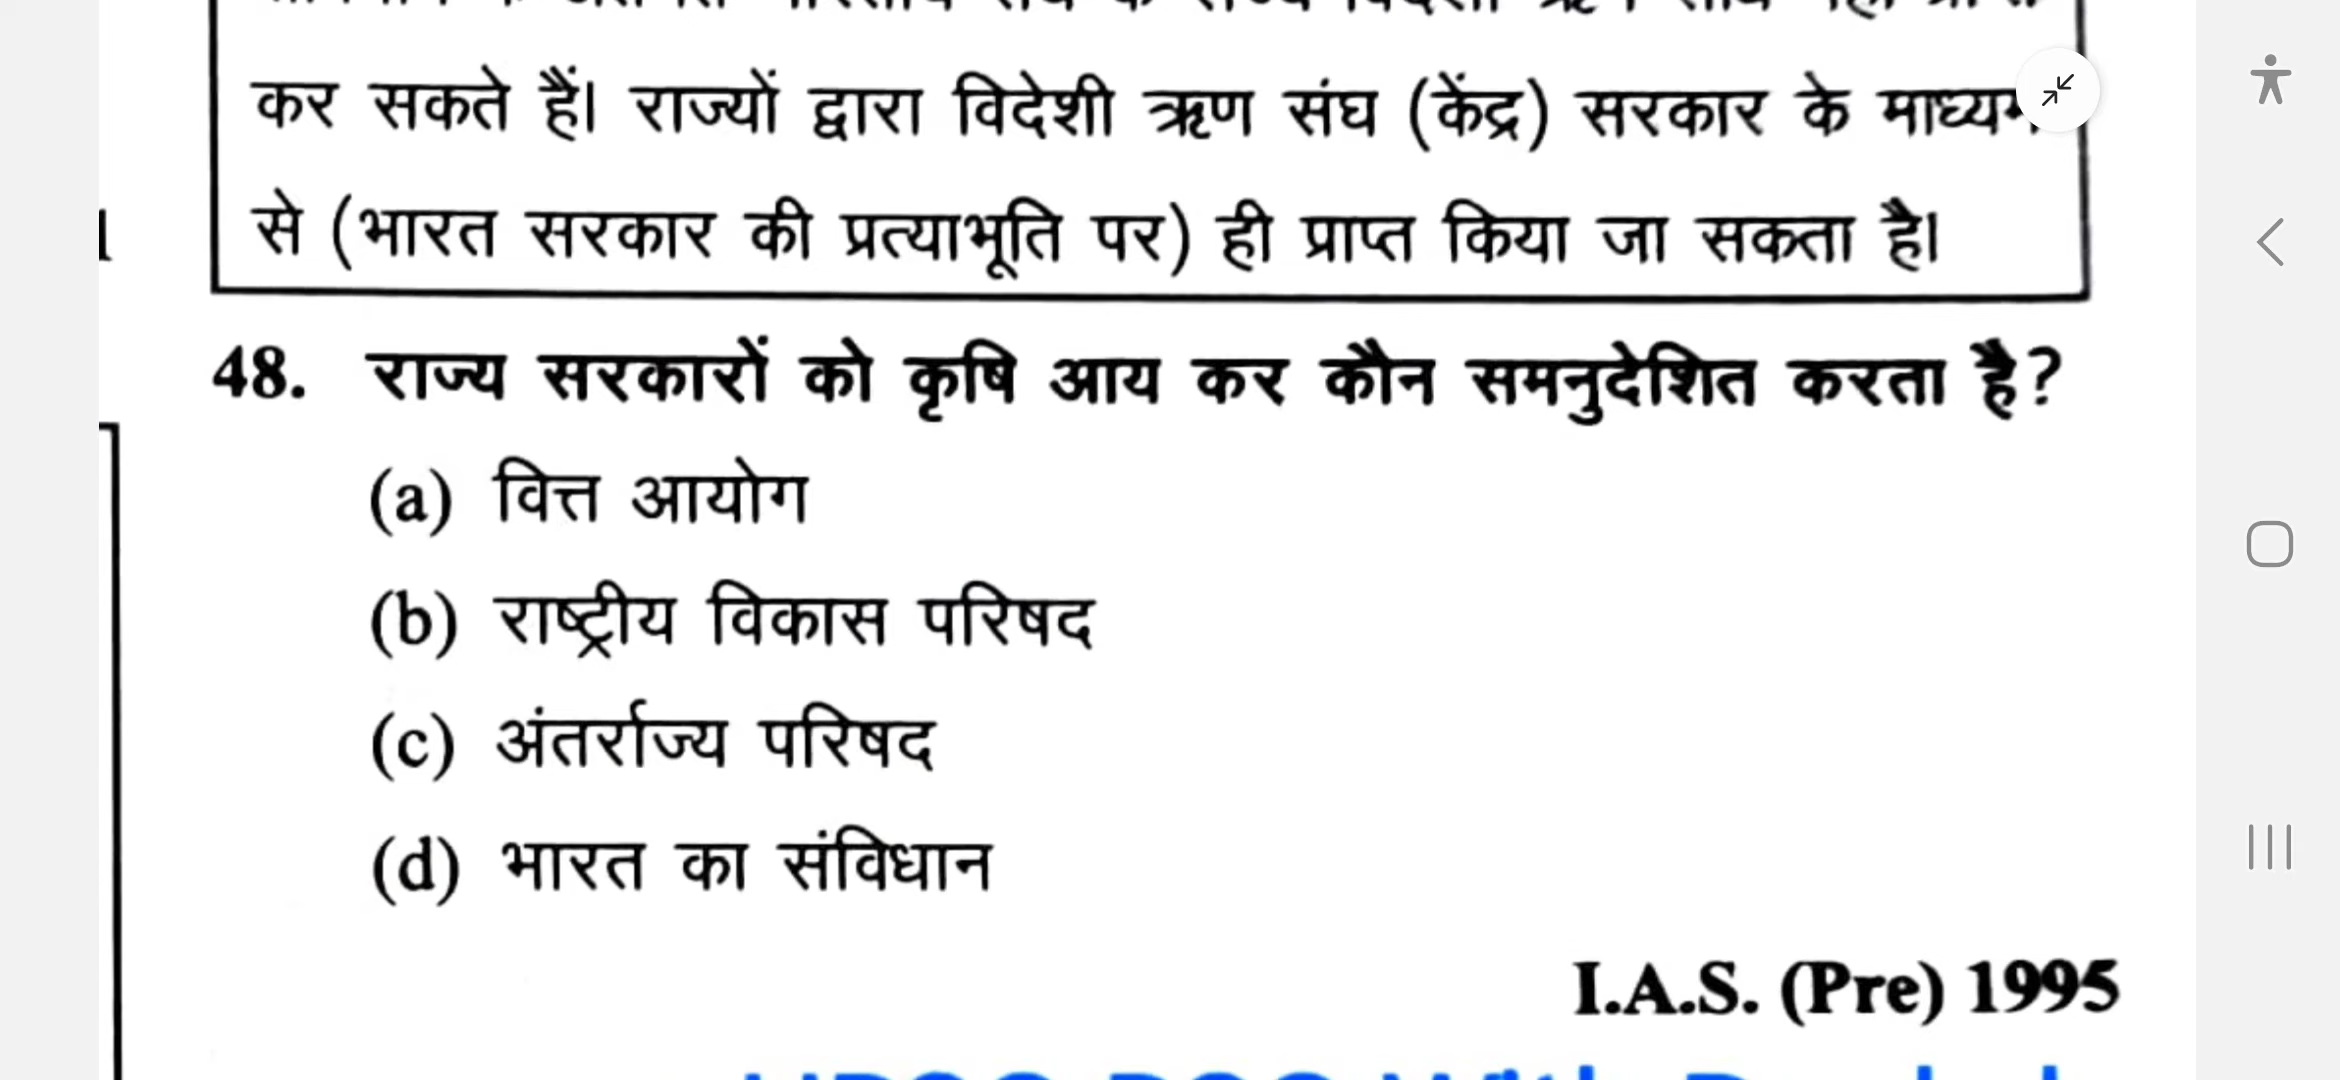 कर सकते हैं। राज्यों द्वारा विदेशी ऋण संघ (केंद्र) सरकार के माध्यम
से (भारत सरकार की प्रत्याभूति पर) ही प्राप्त किया जा सकता है।
48. राज्य सरकारों को कृषि आय कर कौन समनुदेशित करता है?
(a) वित्त आयोग
(b) राष्ट्रीय विकास परिषद
(c) अंतर्राज्य परिषद
(d) भारत का संविधान
I.A.S. (Pre) 1995